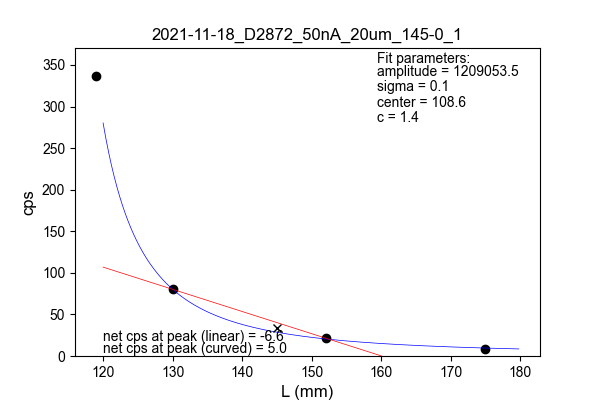 2021-11-18_D2872_50nA_20um_145-0_1
Fit parameters:
amplitude = 1209053.5
sigma = 0.1
center = 108.6
c = 1.4
350
300
250
200
150
100
50
0
cps
net cps at peak (linear) = -6.6
net cps at peak (curved) = 5.0
120 130 140 150 160 170 180
L (mm)